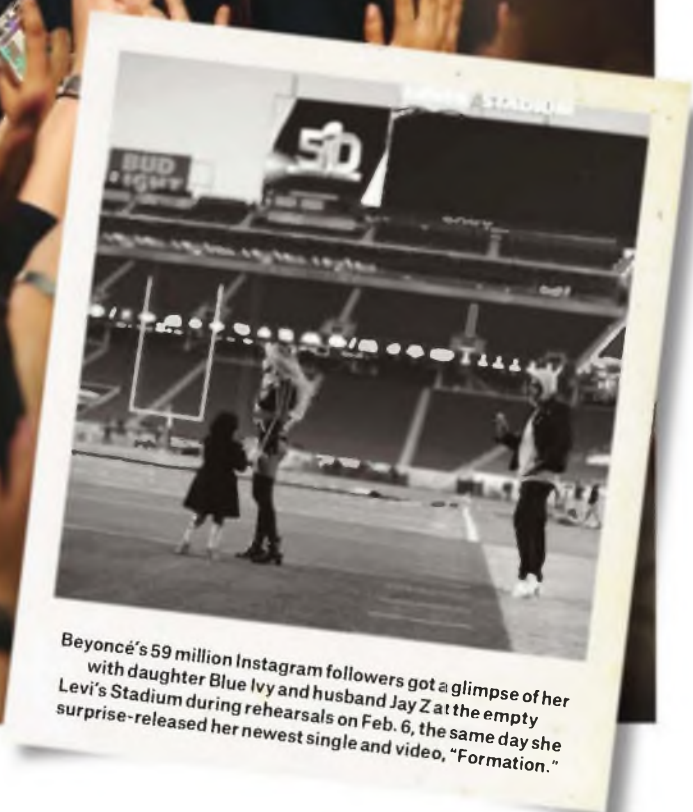 STADIUM
50
BUD
LIGHT
SONY
Beyoncé's 59 million Instagram followers got a glimpse of her
with daughter Blue Ivy and husband Jay Z at the empty
Levi's Stadium during rehearsals on Feb. 6, the same day she
surprise-released her newest single and video, "Formation."